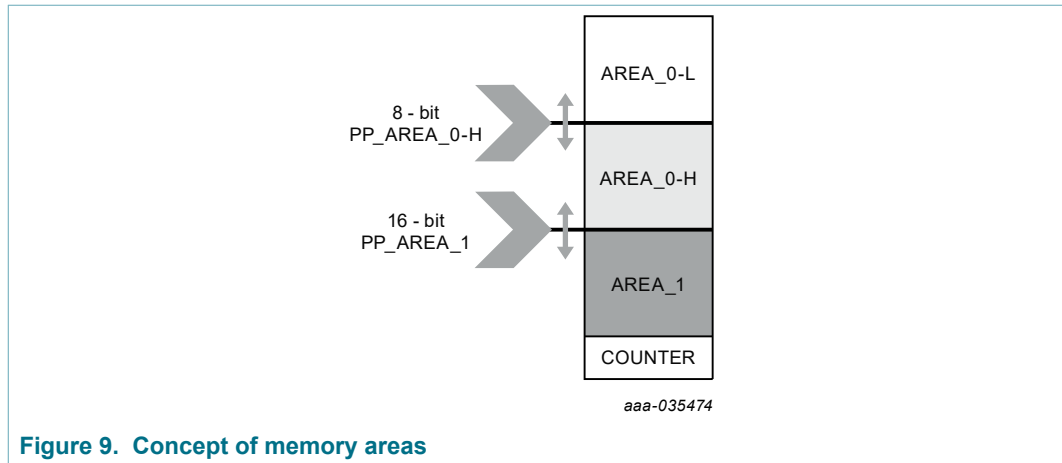 AREA_0-L
8 - bit
PP_AREA_0-H
AREA_0-H
16 - bit
PP_AREA_1
AREA_1
COUNTER
aaa-035474
Figure 9. Concept of memory areas